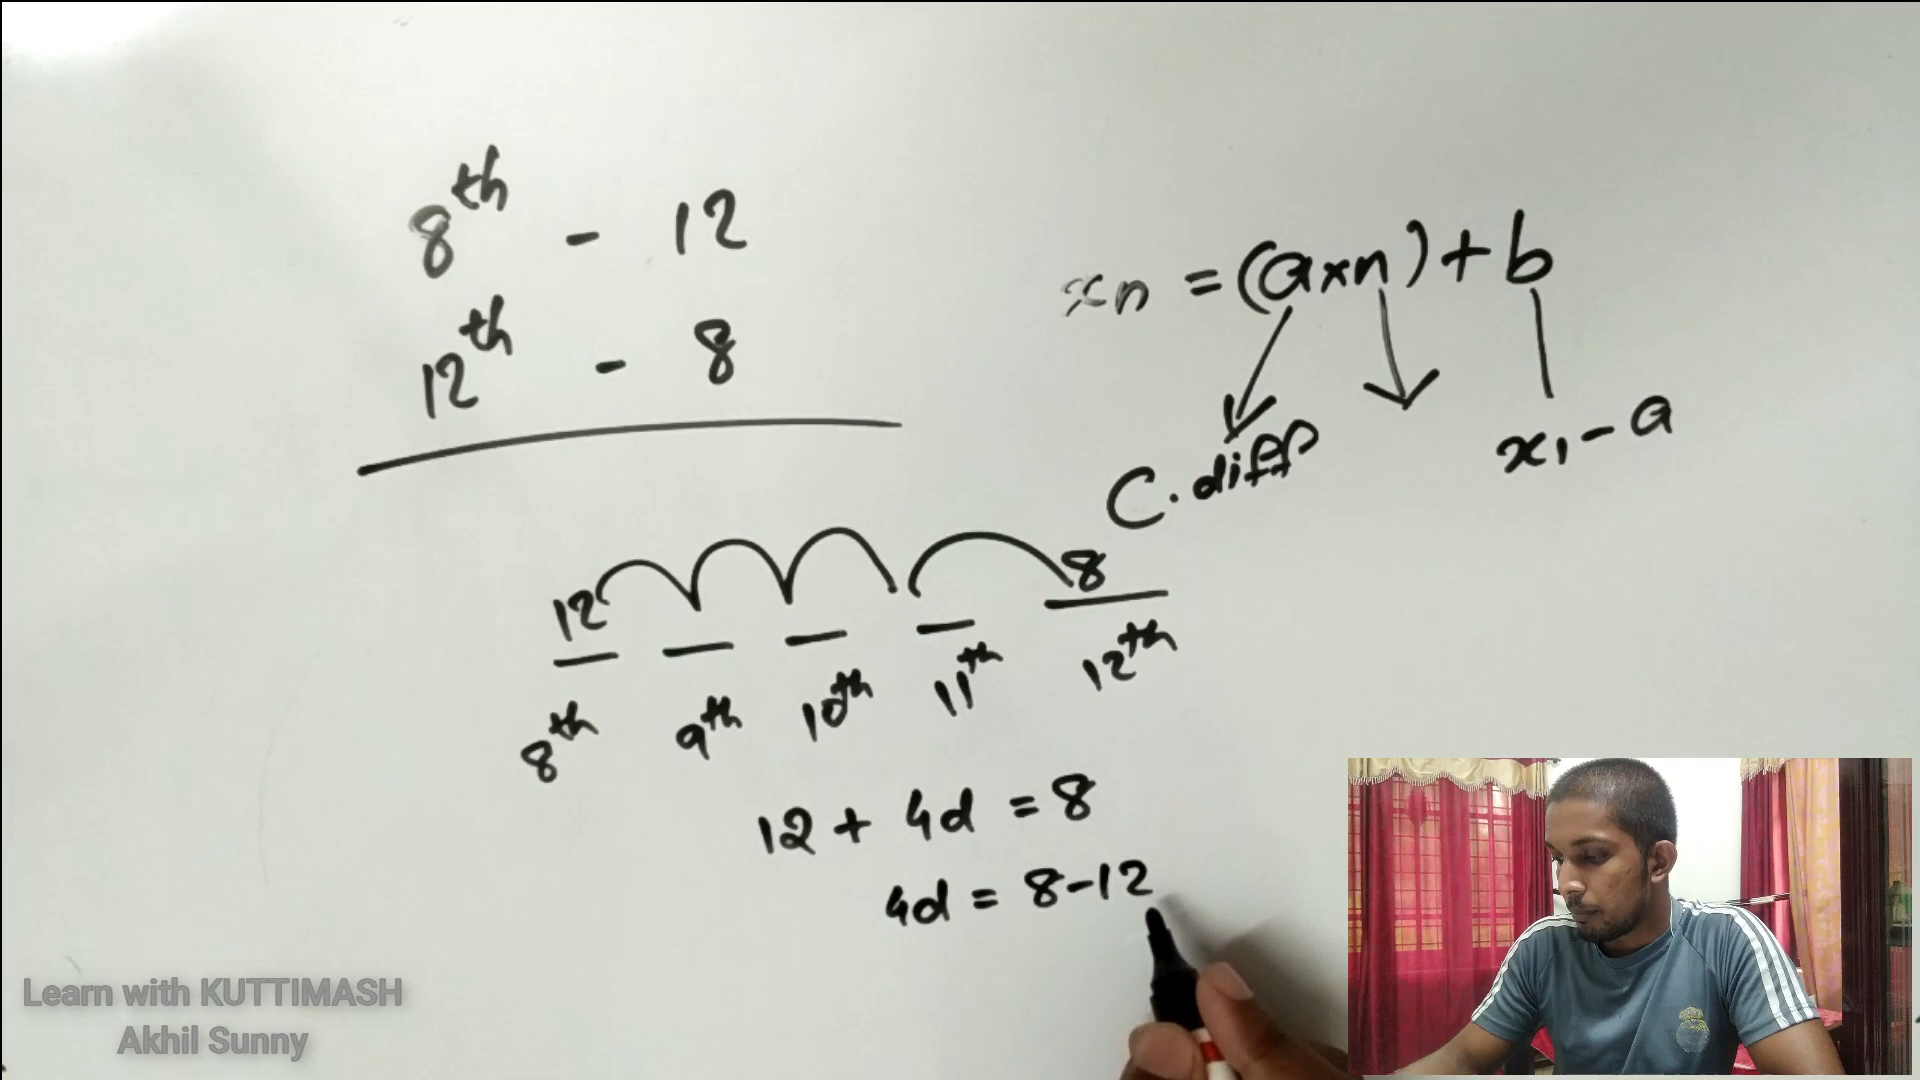 8th - 12
12th - 8
xn = (a×n) + b
C. diff
x1 - a
12 8
8th 9th 10th 11th 12th
12 + 4d = 8
4d = 8-12
Learn with KUTTIMASH
Akhil Sunny